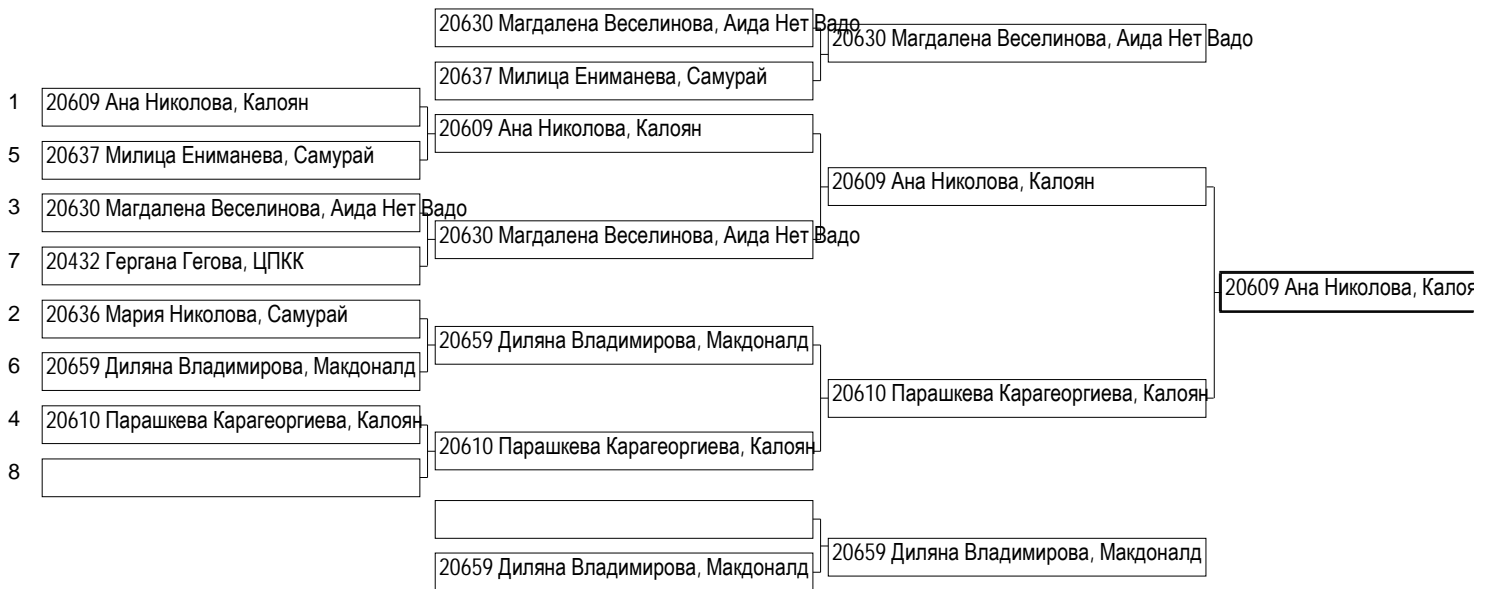 20630 Магдалена Веселинова, Аида Нет Вадо
20637 Милица Ениманева, Самурай
20630 Магдалена Веселинова, Аида Нет Вадо
1 20609 Ана Николова, Калоян
5 20637 Милица Ениманева, Самурай
3 20630 Магдалена Веселинова, Аида Нет Вадо
7 20432 Гергана Гегова, ЦПКК
2 20636 Мария Николова, Самурай
6 20659 Диляна Владимирова, Макдоналд
4 20610 Парашкева Карагеоргиева, Калоян
8
20609 Ана Николова, Калоян
20630 Магдалена Веселинова, Аида Нет Вадо
20659 Диляна Владимирова, Макдоналд
20610 Парашкева Карагеоргиева, Калоян
20609 Ана Николова, Калоян
20610 Парашкева Карагеоргиева, Калоян
20609 Ана Николова, Калоя
20659 Диляна Владимирова, Макдоналд
20659 Диляна Владимирова, Макдоналд